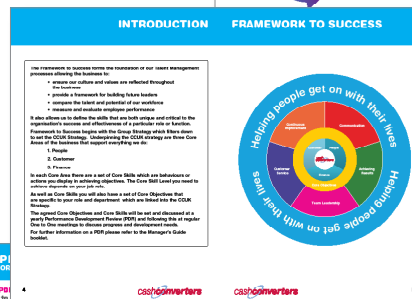 INTRODUCTION
FRAMEWORK TO SUCCESS
The Framework to Success forms the foundation of our Talent Management
processes allowing the business to:
• ensure our culture and values are reflected throughout
the business
• provide a framework for building future leaders
• compare the talent and potential of our workforce
• measure and evaluate employee performance
It also allows us to define the skills that are both unique and critical to the
organisation's success and effectiveness of a particular role or function.
Framework to Success begins with the Group Strategy which filters down
to set the CCUK Strategy. Underpinning the CCUK strategy are three Core
Areas of the business that support everything we do:
1. People
2. Customer
3. Finance
In each Core Area there are a set of Core Skills which are behaviours or
actions you display in achieving objectives. The Core Skill Level you need to
achieve depends on your job role.
As well as Core Skills you will also have a set of Core Objectives that
are specific to your role and department which are linked into the CCUK
Strategy.
The agreed Core Objectives and Core Skills will be set and discussed at a
yearly Performance Development Review (PDR) and following this at regular
One to One meetings to discuss progress and development needs.
For further information on a PDR please refer to the Manager's Guide
booklet.
4
cashconverters
Helping people get on with their lives
Helping people get on with their lives
Continuous
Improvement
Communication
Customer
Service
Achieving
Results
Team Leadership
cashconverters
4